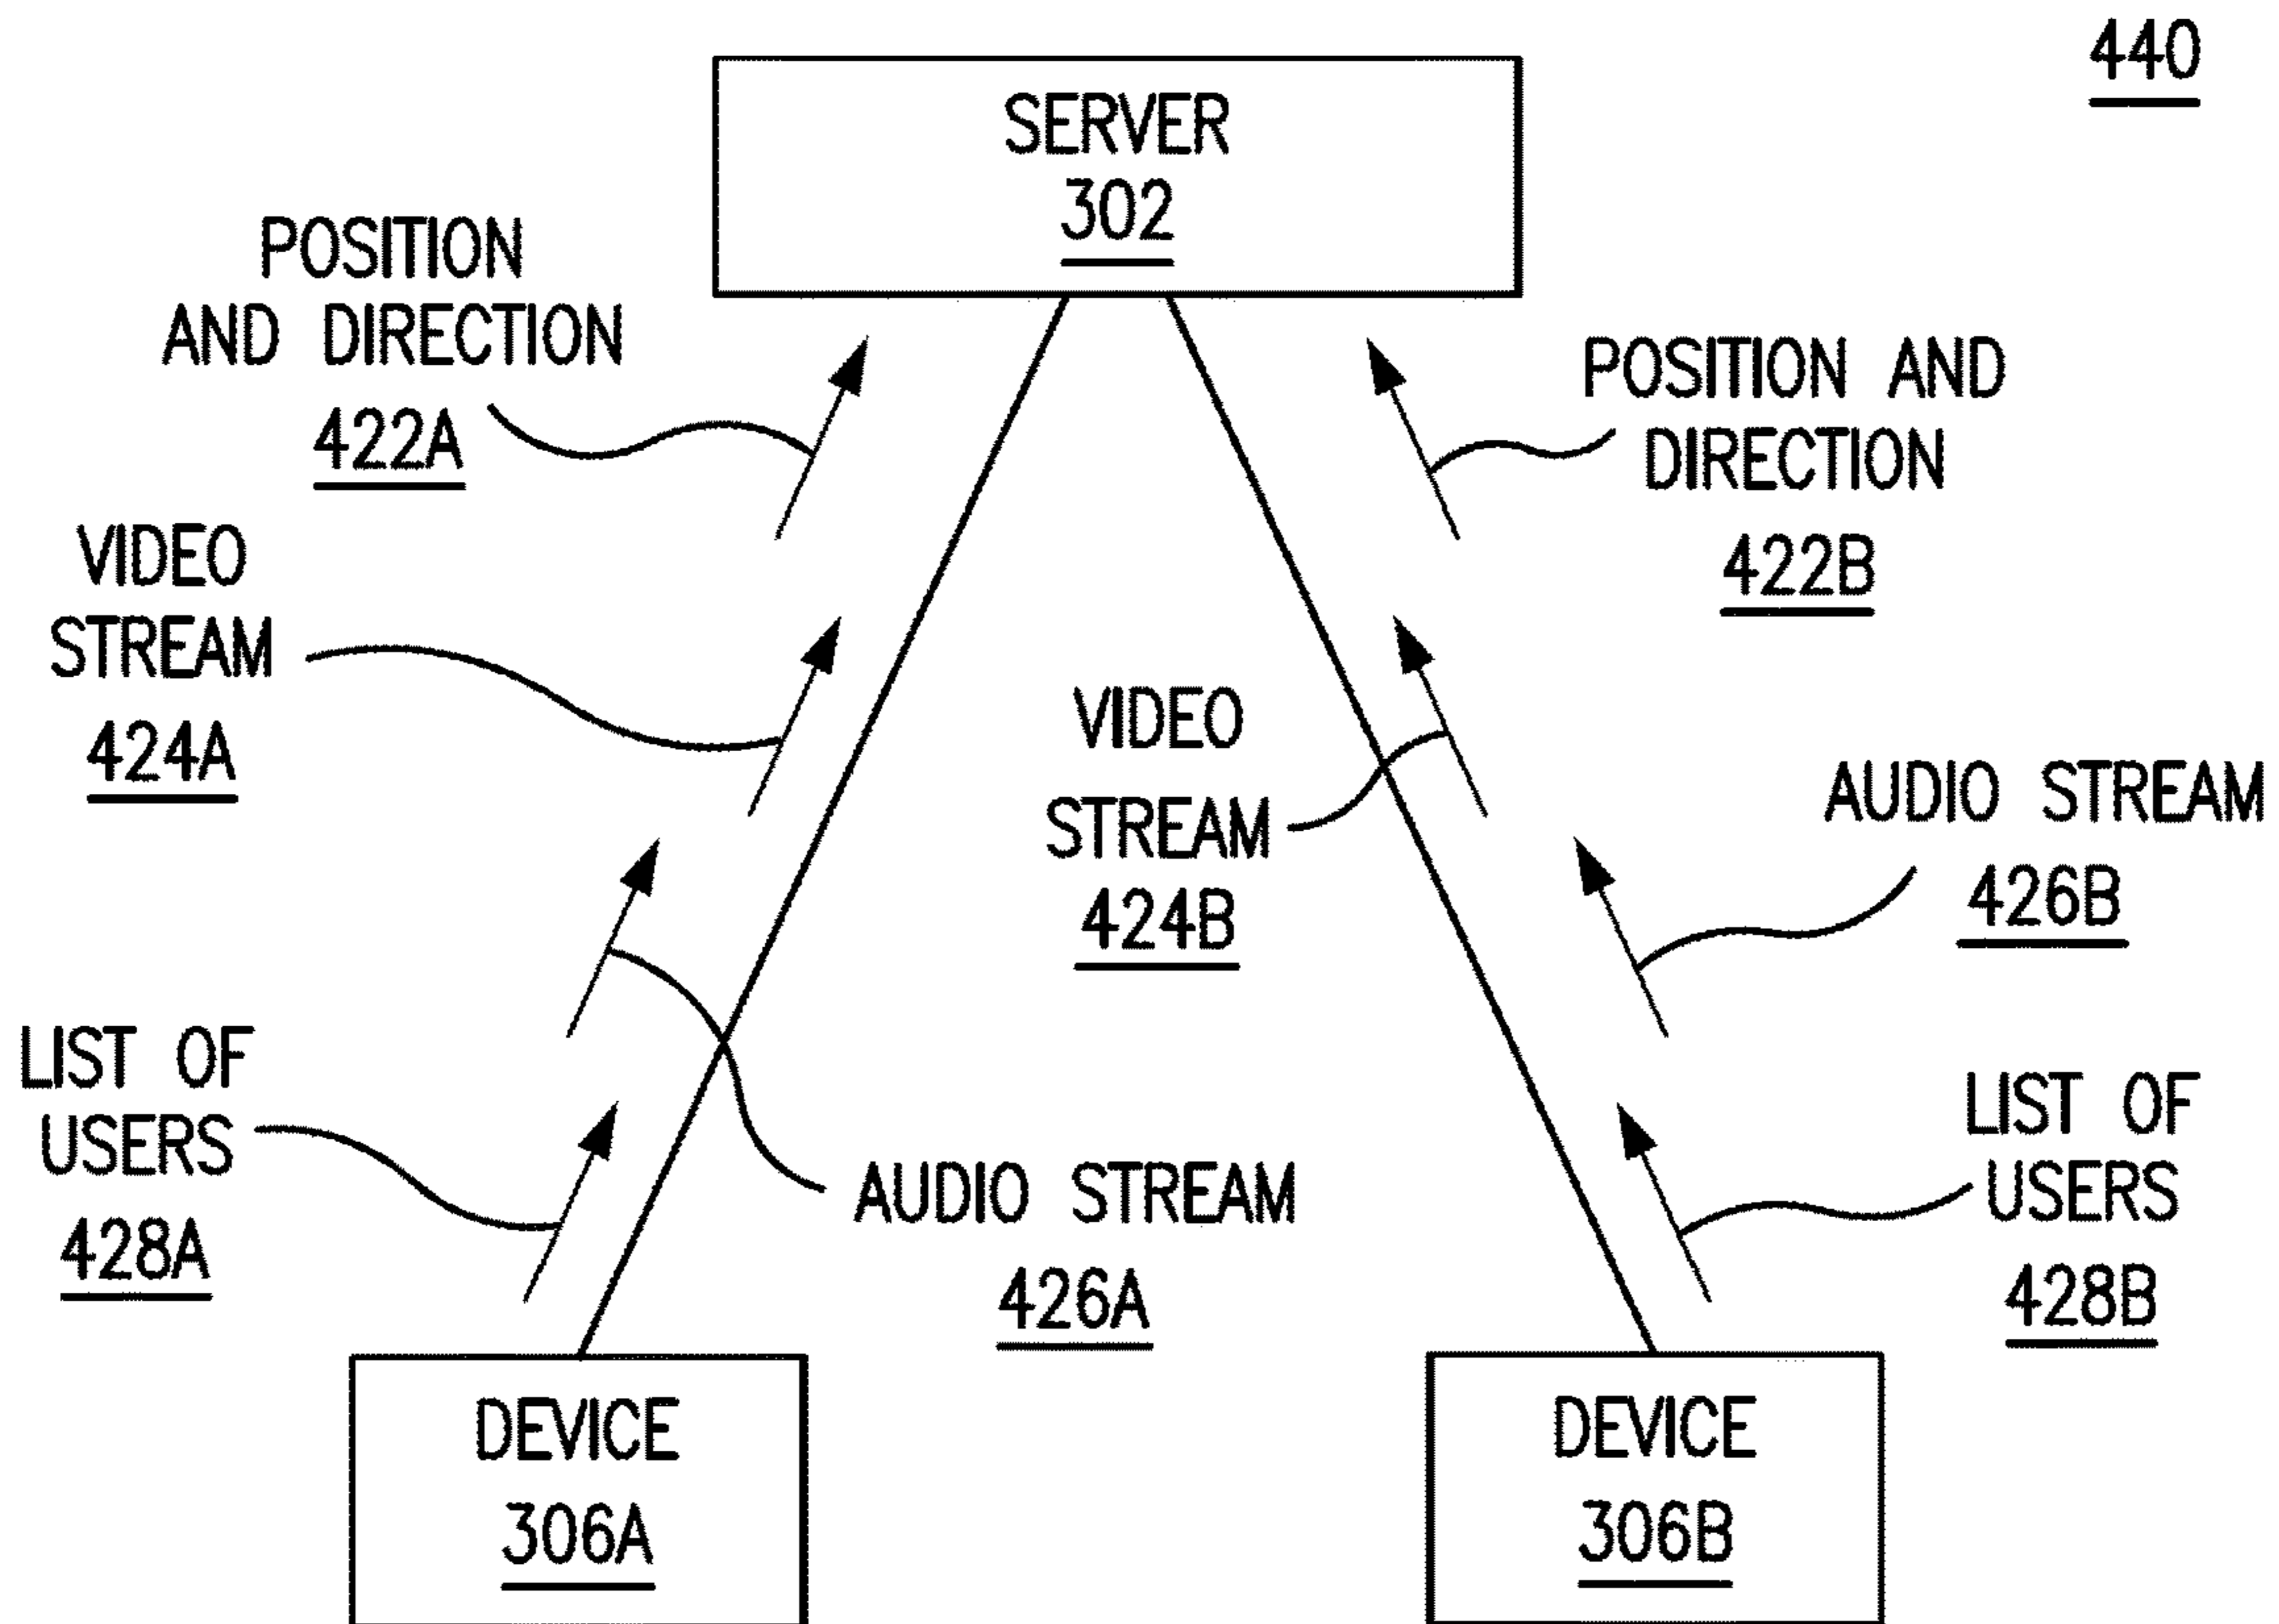 440
SERVER
302
POSITION
AND DIRECTION
422A
POSITION AND
DIRECTION
422B
VIDEO
STREAM
424A
VIDEO
STREAM
424B
AUDIO STREAM
426B
LIST OF
USERS
428A
AUDIO STREAM
426A
LIST OF
USERS
428B
DEVICE
306A
DEVICE
306B